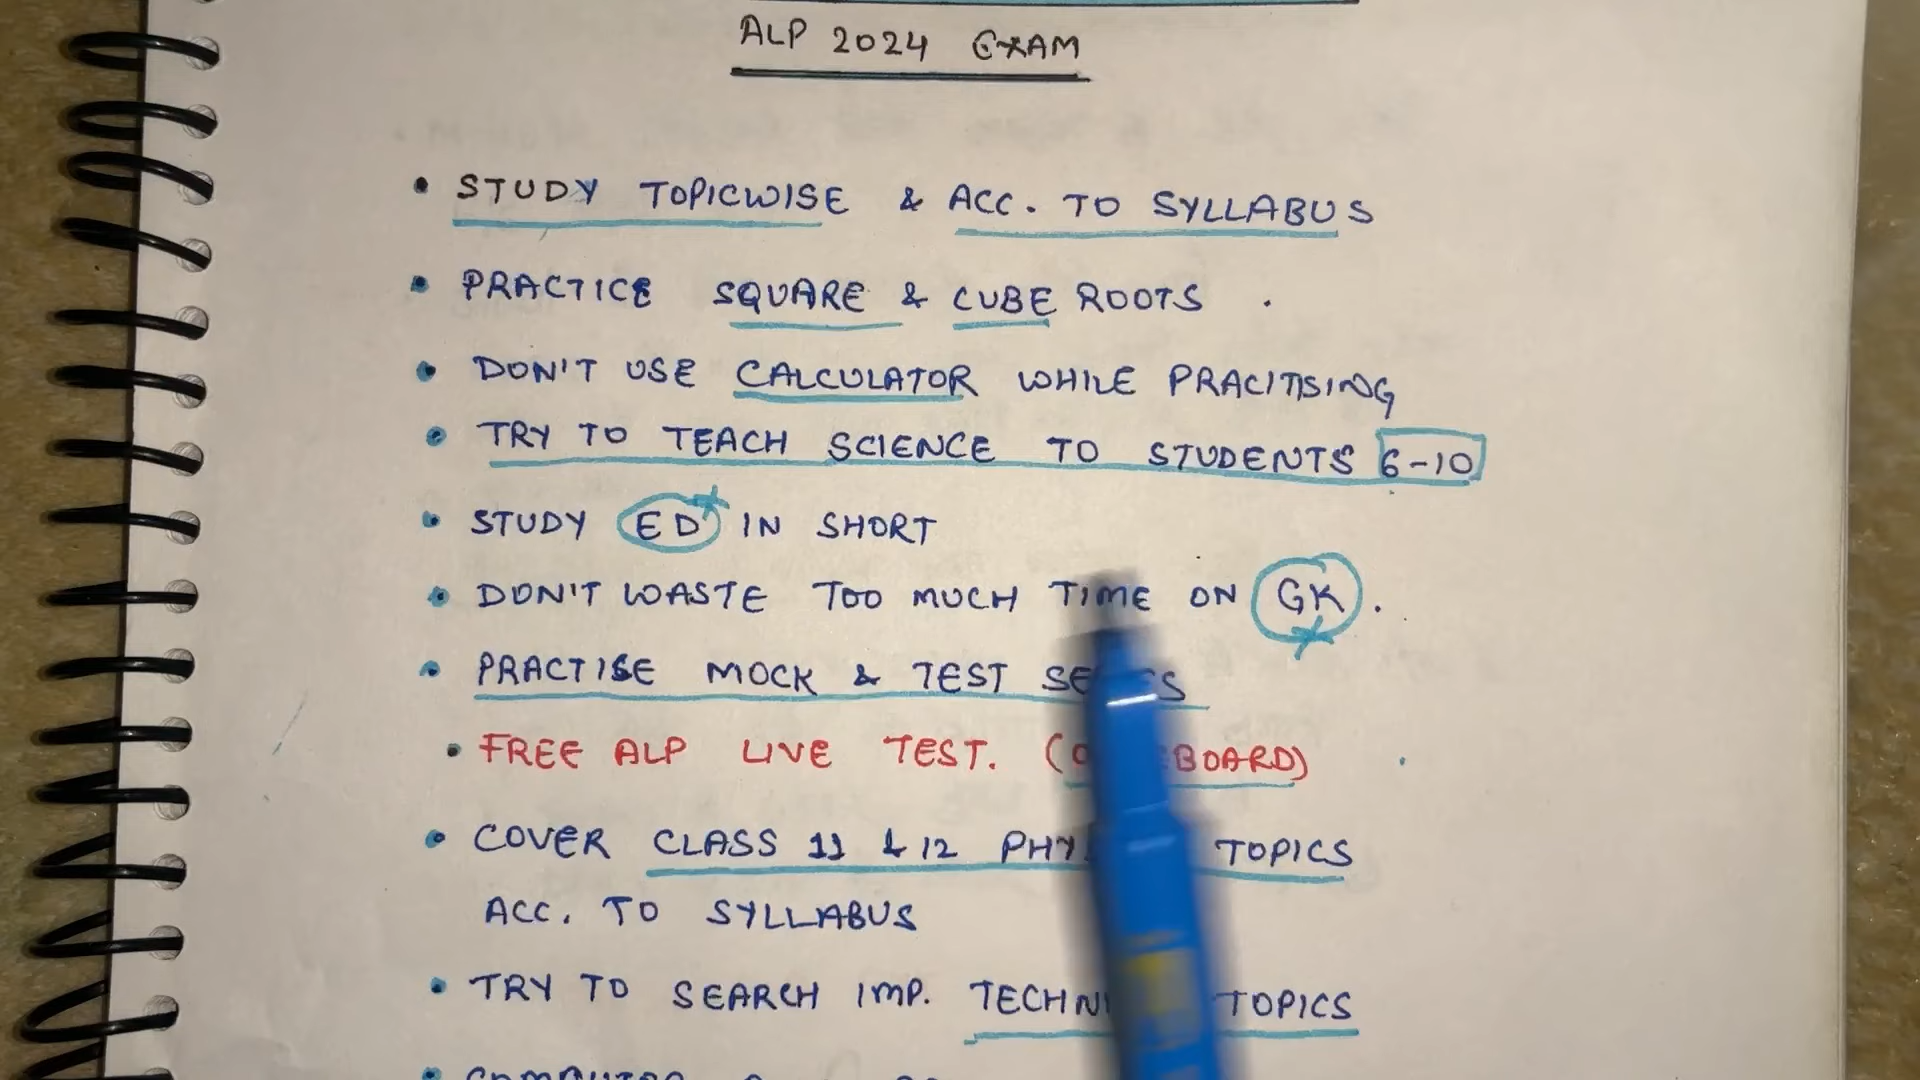 ALP 2024 EXAM
• STUDY TOPICWISE & ACC. TO SYLLABUS
• PRACTICE SQUARE & CUBE ROOTS .
• DON'T USE CALCULATOR WHILE PRACITISING
• TRY TO TEACH SCIENCE TO STUDENTS 6-10
• STUDY ED IN SHORT
• DON'T WASTE TOO MUCH TIME ON GK.
• PRACTISE MOCK & TEST
• FREE ALP LIVE TEST.
• COVER CLASS 11 & 12 TOPICS
ACC. TO SYLLABUS
• TRY TO SEARCH IMP. TOPICS